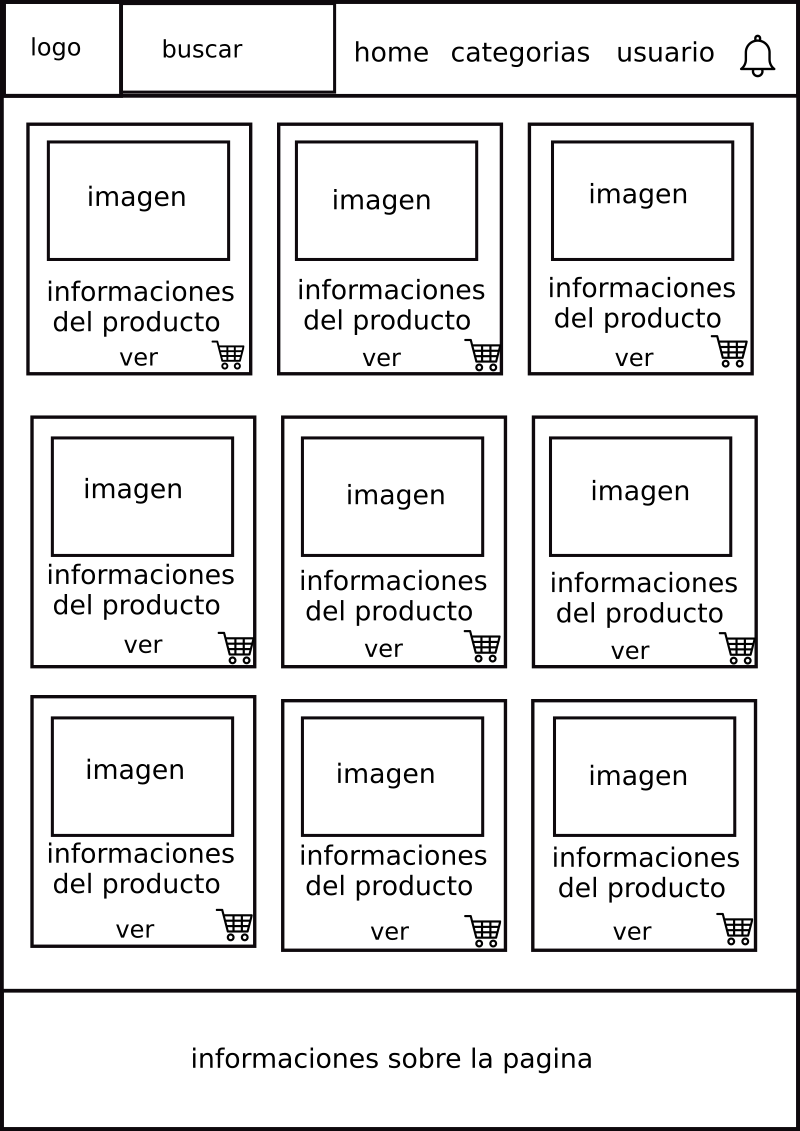 logo
buscar
home categorias usuario
imagen
informaciones
del producto
ver
imagen
informaciones
del producto
ver
imagen
informaciones
del producto
ver
imagen
informaciones
del producto
ver
imagen
informaciones
del producto
ver
imagen
informaciones
del producto
ver
imagen
informaciones
del producto
ver
imagen
informaciones
del producto
ver
imagen
informaciones
del producto
ver
informaciones sobre la pagina